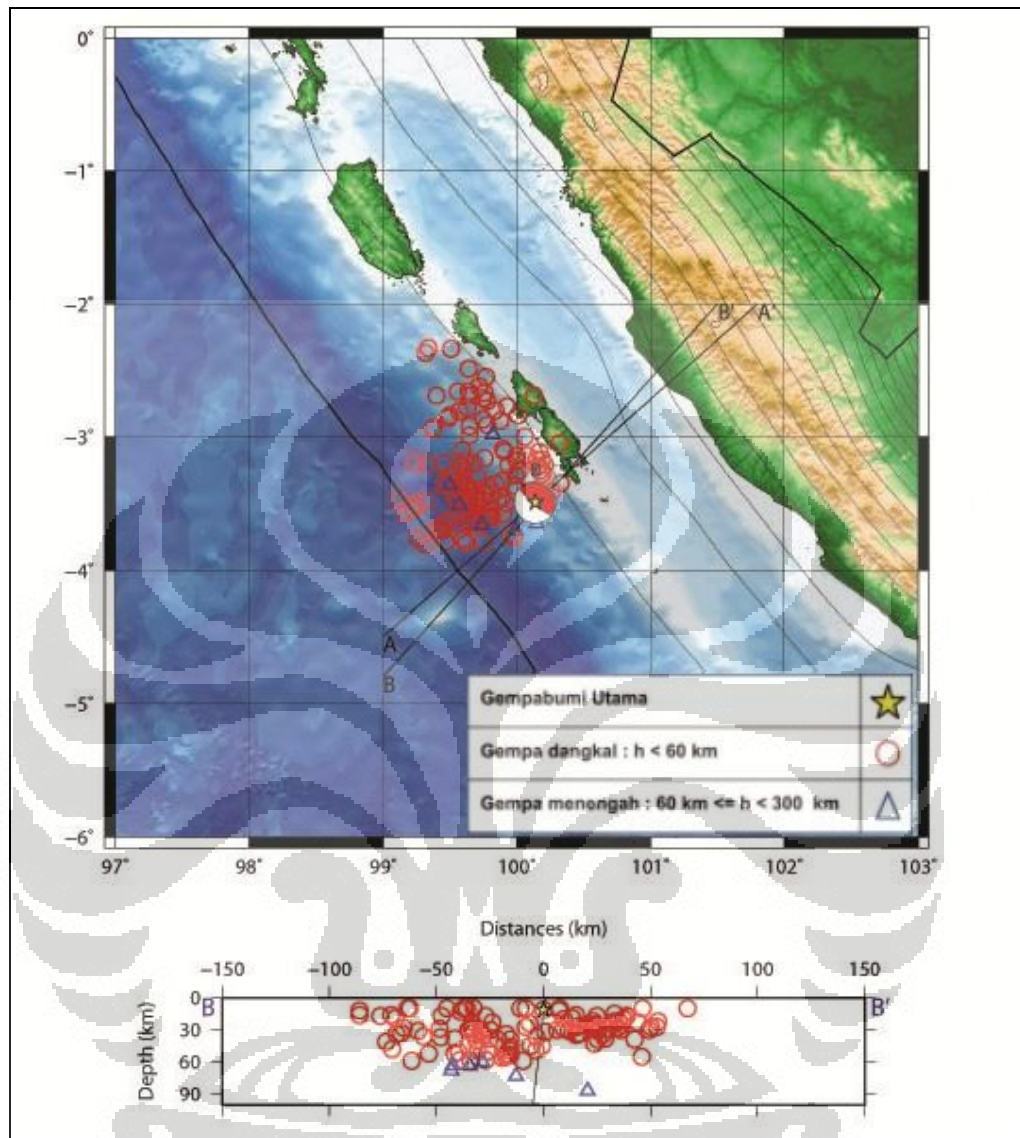 0°
−1°
−2°
−3°
−4°
−5°
−6°
B' A'
A
B
Gempabumi Utama
Gempa dangkal : h < 60 km
Gempa menengah : 60 km <= h < 300 km
97° 98° 99° 100° 101° 102° 103°
Distances (km)
−150 −100 −50 0 50 100 150
B B'
Depth (km)
0
30
60
90